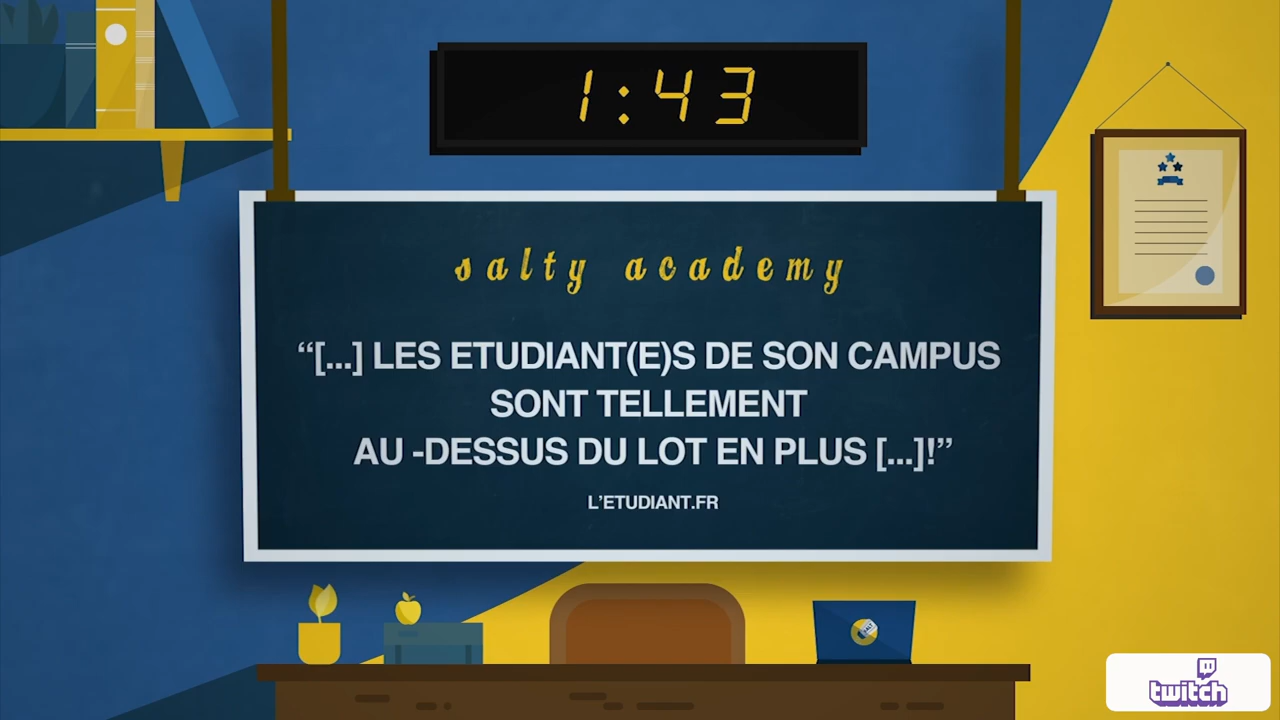 1:43
salty academy
“[...] LES ETUDIANT(E)S DE SON CAMPUS
SONT TELLEMENT
AU -DESSUS DU LOT EN PLUS [...]!”
L’ETUDIANT.FR
twitch